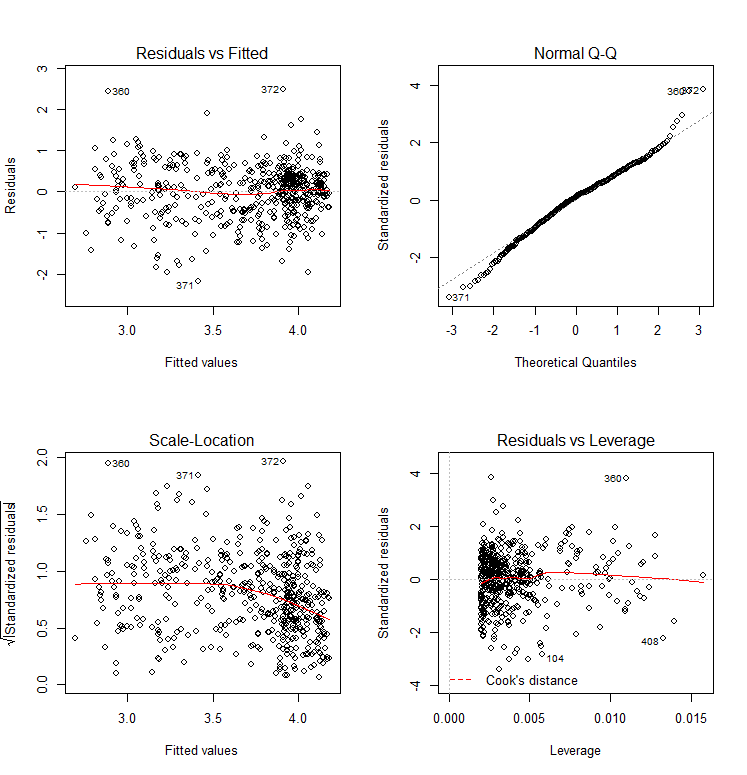 Residuals vs Fitted
Residuals
3
2
1
0
-1
-2
360
372
371
3.0 3.5 4.0
Fitted values
Normal Q-Q
Standardized residuals
4
2
0
-2
360
372
371
-3 -2 -1 0 1 2 3
Theoretical Quantiles
Scale-Location
√|Standardized residuals|
2.0
1.5
1.0
0.5
0.0
360
371
372
3.0 3.5 4.0
Fitted values
Residuals vs Leverage
Standardized residuals
4
2
0
-2
-4
360
408
104
Cook's distance
0.000 0.005 0.010 0.015
Leverage